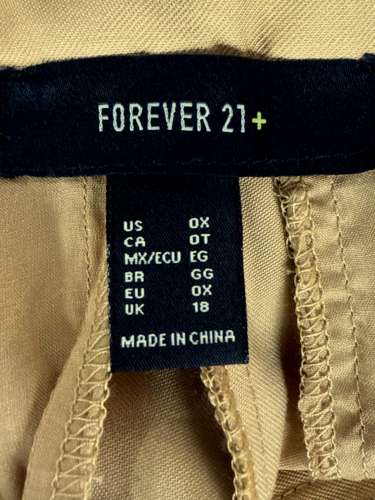 FOREVER 21+
US 0X
CA 0T
MX/ECU EG
BR GG
EU 0X
UK 18
MADE IN CHINA